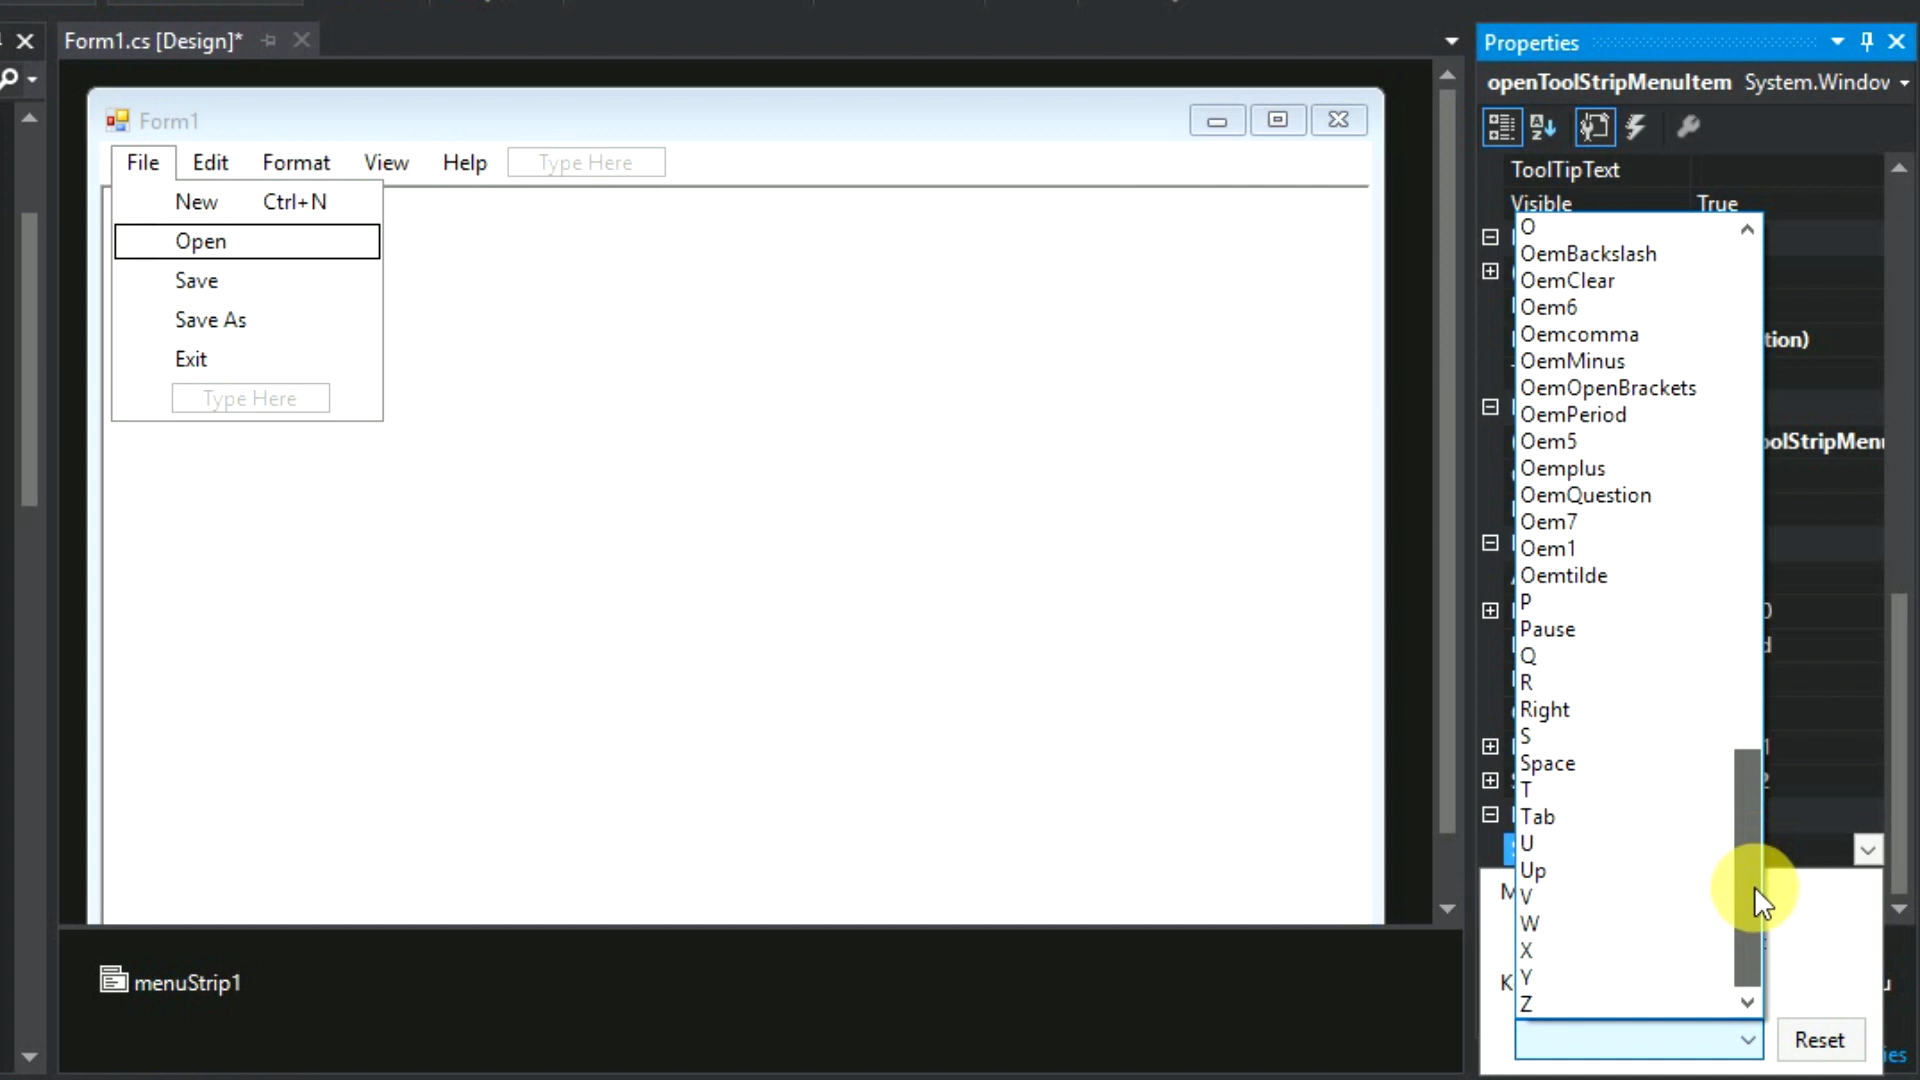 Form1.cs [Design]*
Form1
File Edit Format View Help Type Here
New Ctrl+N
Open
Save
Save As
Exit
Type Here
menuStrip1
Properties
openToolStripMenuItem System.Window
ToolTipText
Visible True
O
OemBackslash
OemClear
Oem6
Oemcomma
tion)
OemMinus
OemOpenBrackets
OemPeriod
Oem5
oolStripMenu
Oemplus
OemQuestion
Oem7
Oem1
Oemtilde
P
Pause
Q
R
Right
S
Space
T
Tab
U
Up
V
W
X
Y
Z
Reset